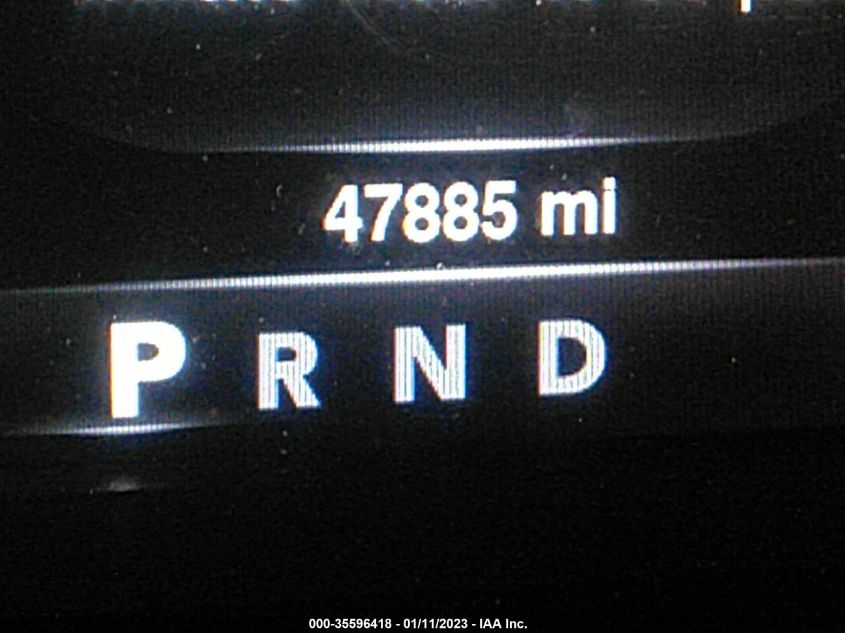 47885 mi
P R N D
000-35596418 - 01/11/2023 - IAA Inc.